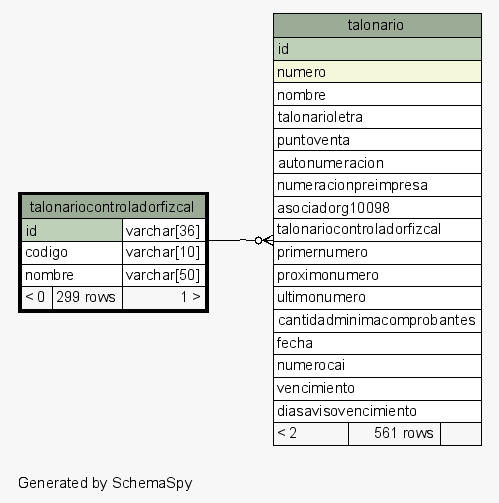 talonario
id
numero
nombre
talonarioletra
puntoventa
autonumeracion
numeracionpreimpresa
asociadorg10098
talonariocontroladorfizcal
primernumero
proximonumero
ultimonumero
cantidadminimacomprobantes
fecha
numerocai
vencimiento
diasavisovencimiento
< 2 561 rows
talonariocontroladorfizcal
id varchar[36]
codigo varchar[10]
nombre varchar[50]
< 0 299 rows 1 >
Generated by SchemaSpy